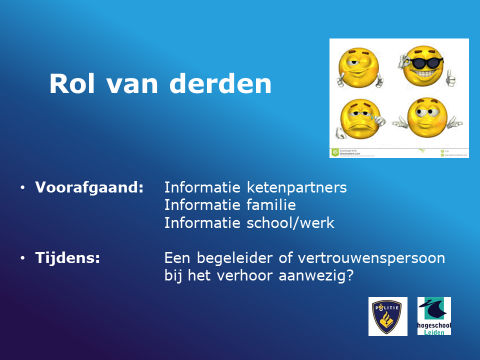 Rol van derden
• Voorafgaand: Informatie ketenpartners
Informatie familie
Informatie school/werk
• Tijdens: Een begeleider of vertrouwenspersoon
bij het verhoor aanwezig?
POLITIE
hogeschool
Leiden